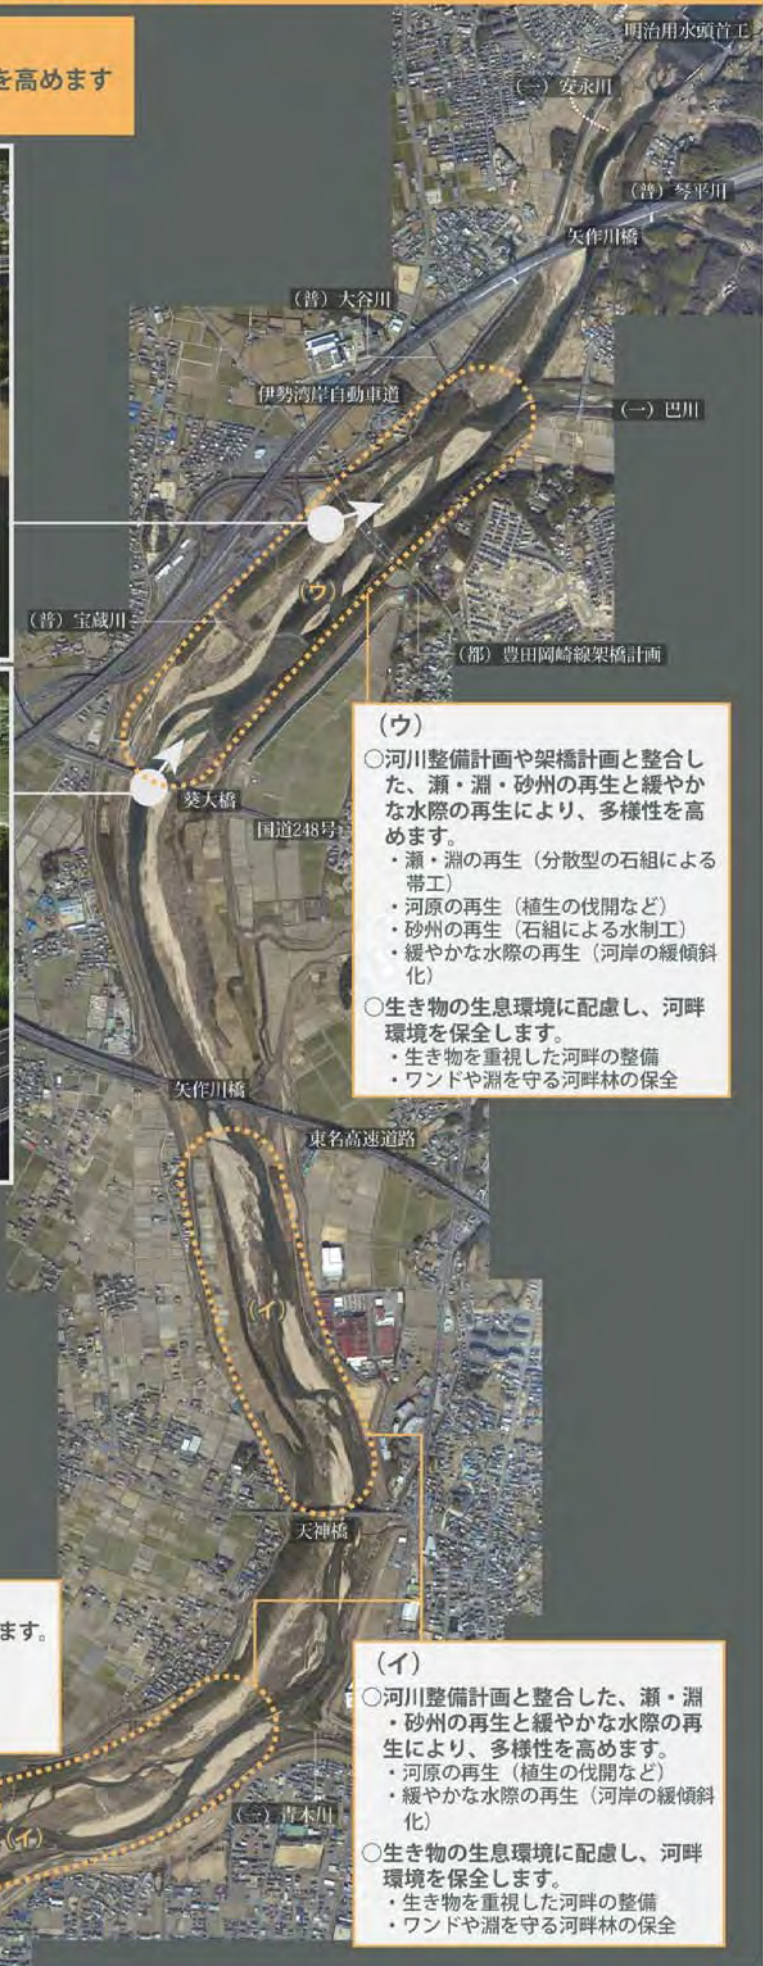 を高めます
明治用水頭首工
(一) 安永川
(普) 琴平川
矢作川橋
(普) 大谷川
伊勢湾岸自動車道
(一) 巴川
(ウ)
(普) 宝蔵川
(都) 豊田岡崎線架橋計画
葵大橋
国道248号
(ウ)
○河川整備計画や架橋計画と整合し
た、瀬・淵・砂州の再生と緩やか
な水際の再生により、多様性を高
めます。
・瀬・淵の再生（分散型の石組による
帯工）
・河原の再生（植生の伐開など）
・砂州の再生（石組による水制工）
・緩やかな水際の再生（河岸の緩傾斜
化）
○生き物の生息環境に配慮し、河畔
環境を保全します。
・生き物を重視した河畔の整備
・ワンドや淵を守る河畔林の保全
矢作川橋
東名高速道路
(イ)
天神橋
ます。
(イ)
○河川整備計画と整合した、瀬・淵
・砂州の再生と緩やかな水際の再
生により、多様性を高めます。
・河原の再生（植生の伐開など）
・緩やかな水際の再生（河岸の緩傾斜
化）
○生き物の生息環境に配慮し、河畔
環境を保全します。
・生き物を重視した河畔の整備
・ワンドや淵を守る河畔林の保全
(一) 青木川
(イ)